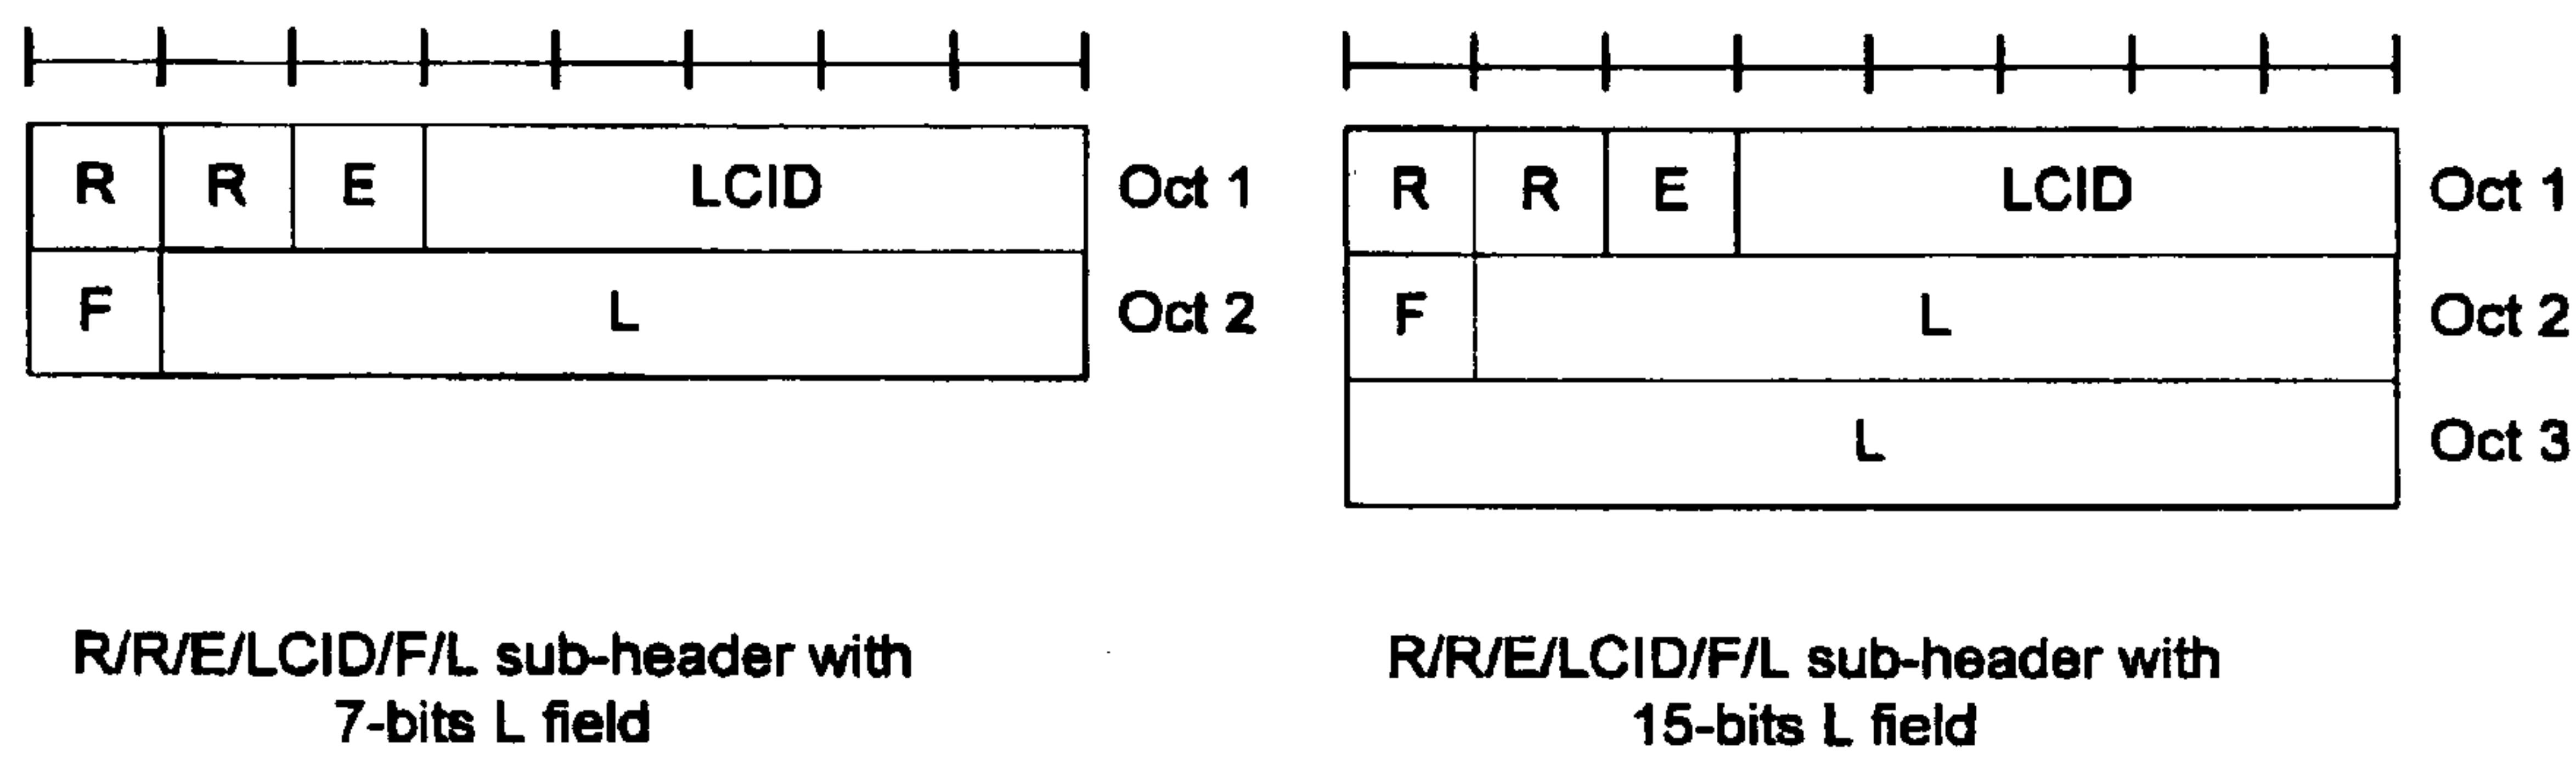 R R E LCID Oct 1
F L Oct 2
R/R/E/LCID/F/L sub-header with
7-bits L field
R R E LCID Oct 1
F L Oct 2
L Oct 3
R/R/E/LCID/F/L sub-header with
15-bits L field